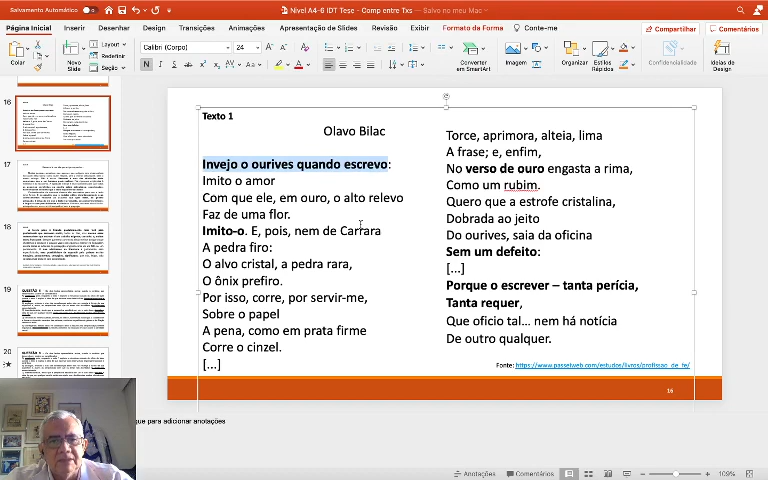 Salvamento Automático
Nível A4-6 IDT Tese - Comp entre Txs — Salvo no meu Mac
Página Inicial Inserir Desenhar Design Transições Animações Apresentação de Slides Revisão Exibir Formato da Forma Conte-me Compartilhar Comentários
Colar Novo Slide Layout Redefinir Seção Calibri (Corpo) 24 Converter em SmartArt Imagem Organizar Estilos Rápidos Confidencialidade Ideias de Design
16
17
18
19
20
Texto 1
Olavo Bilac
Invejo o ourives quando escrevo:
Imito o amor
Com que ele, em ouro, o alto relevo
Faz de uma flor.
Imito-o. E, pois, nem de Carrara
A pedra firo:
O alvo cristal, a pedra rara,
O ônix prefiro.
Por isso, corre, por servir-me,
Sobre o papel
A pena, como em prata firme
Corre o cinzel.
[...]
Torce, aprimora, alteia, lima
A frase; e, enfim,
No verso de ouro engasta a rima,
Como um rubim.
Quero que a estrofe cristalina,
Dobrada ao jeito
Do ourives, saia da oficina
Sem um defeito:
[...]
Porque o escrever – tanta perícia,
Tanta requer,
Que oficio tal... nem há notícia
De outro qualquer.
Fonte: https://www.passeiweb.com/estudos/livros/profissao_de_fe/
16
que para adicionar anotações
Anotações Comentários 109%